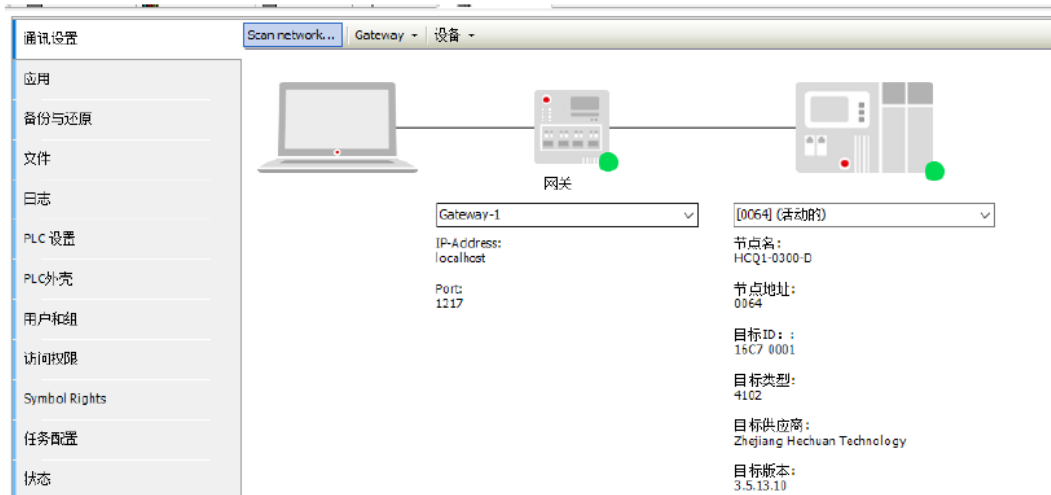 通讯设置
应用
备份与还原
文件
日志
PLC 设置
PLC外壳
用户和组
访问权限
Symbol Rights
任务配置
状态
Scan network... Gateway 设备
网关
Gateway-1
IP-Address:
localhost
Port:
1217
[0064] (活动的)
节点名:
HCQ1-0300-D
节点地址:
0064
目标ID: :
16C7 0001
目标类型:
4102
目标供应商:
Zhejiang Hechuan Technology
目标版本:
3.5.13.10